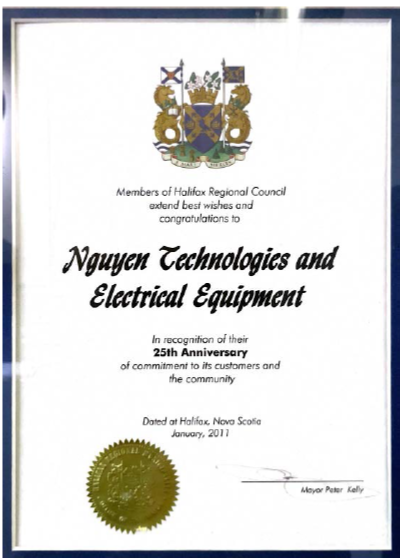 Members of Halifax Regional Council
extend best wishes and
congratulations to
Nguyen Technologies and
Electrical Equipment
In recognition of their
25th Anniversary
of commitment to its customers and
the community
Dated at Halifax, Nova Scotia
January, 2011
Mayor Peter Kelly